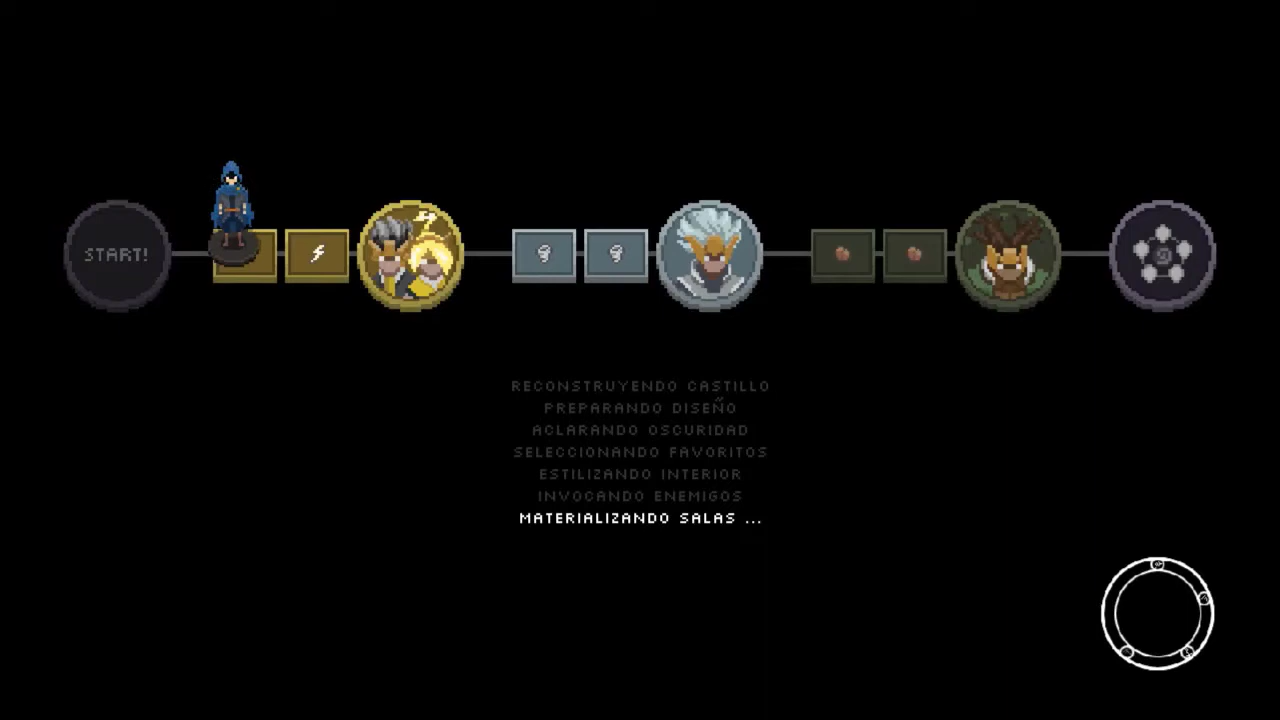 START!
RECONSTRUYENDO CASTILLO
PREPARANDO DISEÑO
ACLARANDO OSCURIDAD
SELECCIONANDO FAVORITOS
ESTILIZANDO INTERIOR
INVOCANDO ENEMIGOS
MATERIALIZANDO SALAS ...